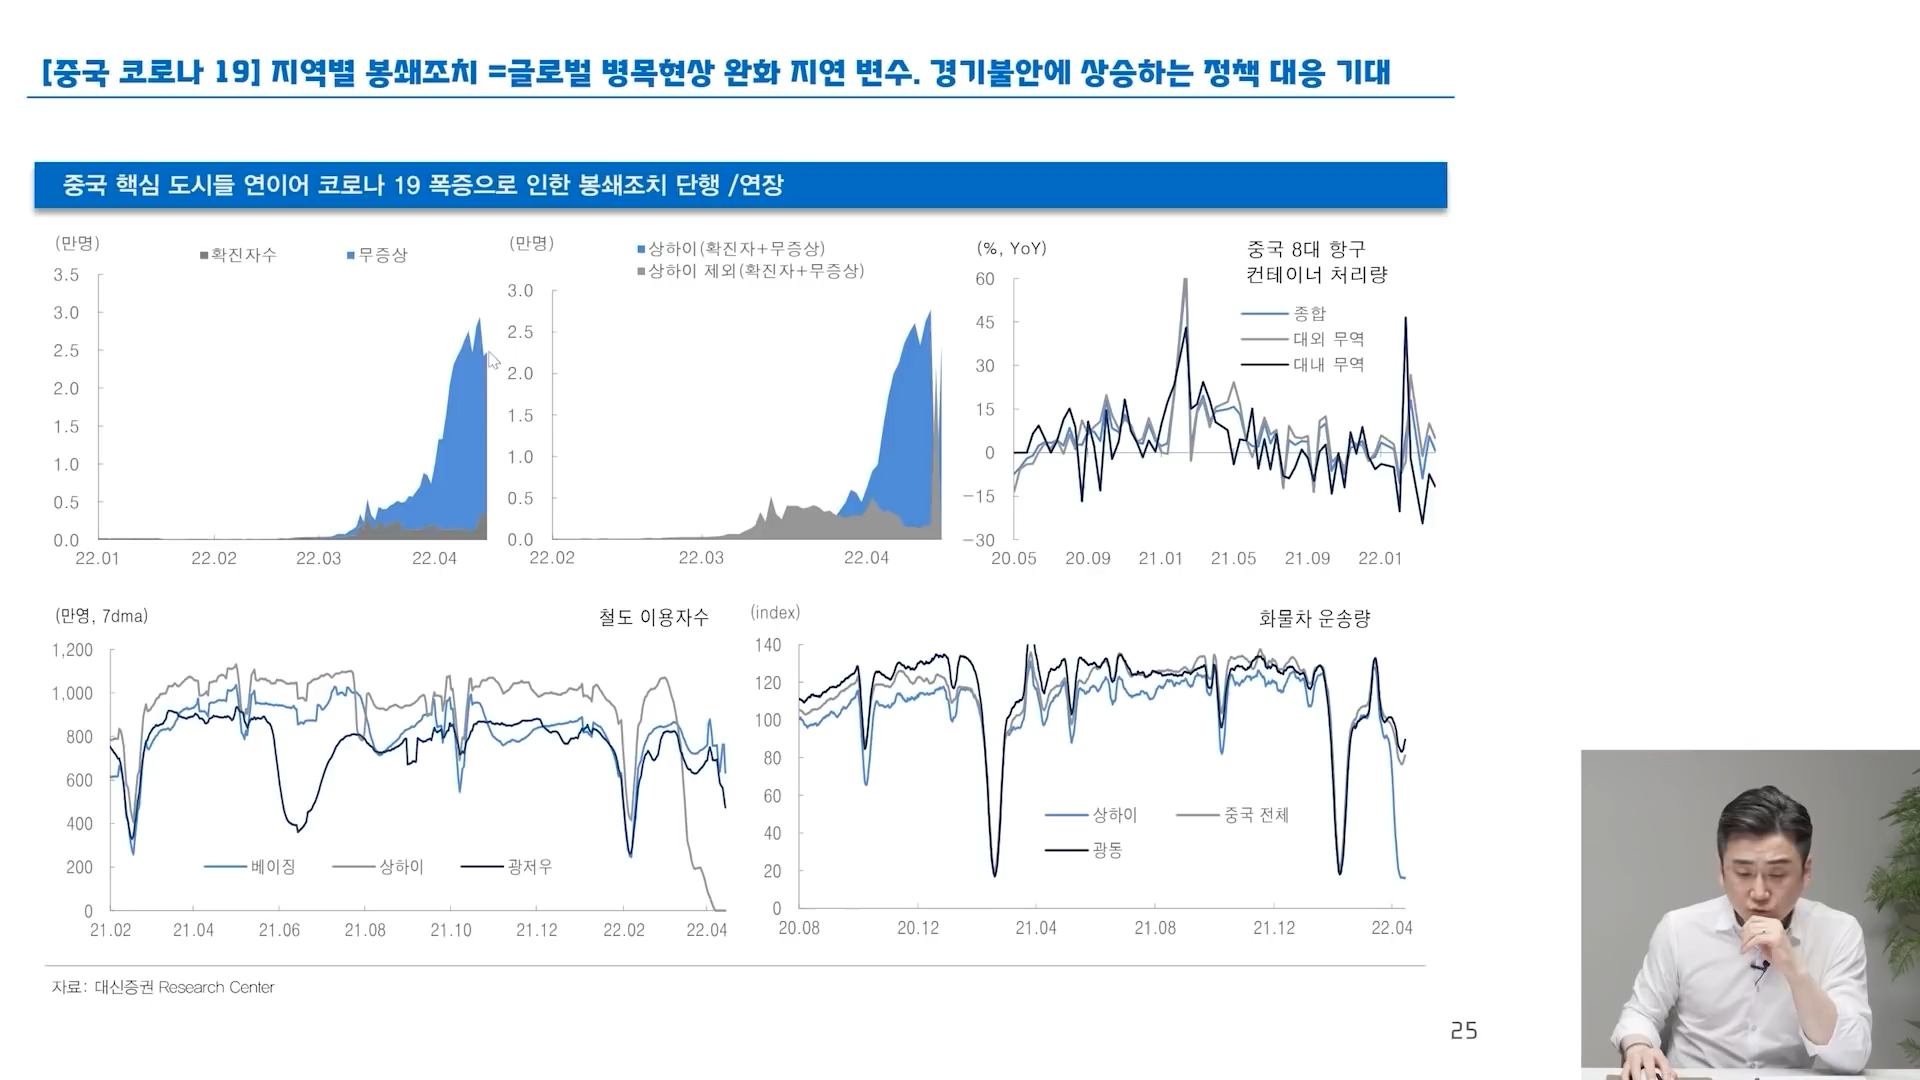 [중국 코로나 19] 지역별 봉쇄조치 =글로벌 병목현상 완화 지연 변수. 경기불안에 상승하는 정책 대응 기대
중국 핵심 도시들 연이어 코로나 19 폭증으로 인한 봉쇄조치 단행 /연장
(만명)
■확진자수 ■무증상
3.5
3.0
2.5
2.0
1.5
1.0
0.5
0.0
22.01 22.02 22.03 22.04
(만명)
■상하이(확진자+무증상)
■상하이 제외(확진자+무증상)
3.0
2.5
2.0
1.5
1.0
0.5
0.0
22.02 22.03 22.04
(%, YoY)
중국 8대 항구
컨테이너 처리량
종합
대외 무역
대내 무역
60
45
30
15
0
-15
-30
20.05 20.09 21.01 21.05 21.09 22.01
(만영, 7dma)
철도 이용자수
1,200
1,000
800
600
400
200
0
베이징 상하이 광저우
21.02 21.04 21.06 21.08 21.10 21.12 22.02 22.04
(index)
화물차 운송량
140
120
100
80
60
40
20
0
상하이 중국 전체
광동
20.08 20.12 21.04 21.08 21.12 22.04
자료: 대신증권 Research Center
25